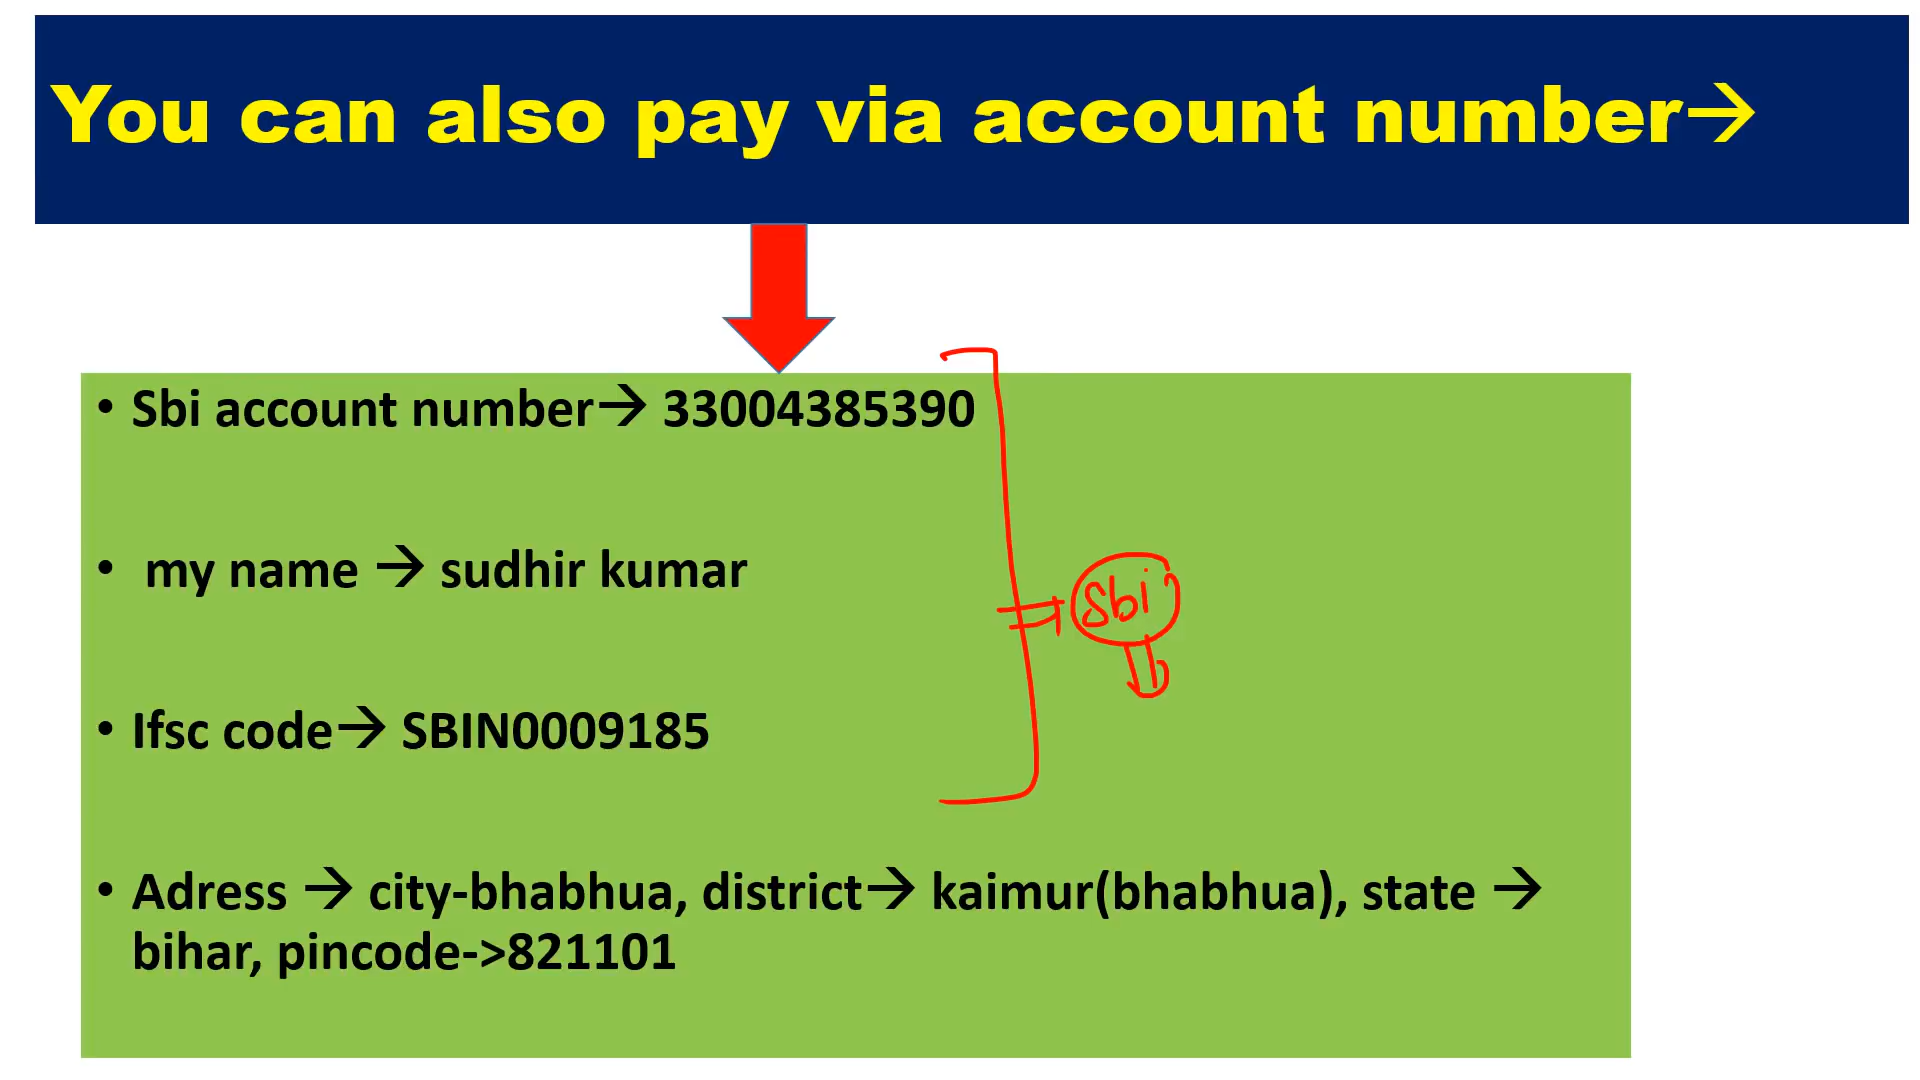 You can also pay via account number→
• Sbi account number→ 33004385390
• my name → sudhir kumar
sbi
• Ifsc code→ SBIN0009185
• Adress → city-bhabhua, district→ kaimur(bhabhua), state →
bihar, pincode->821101